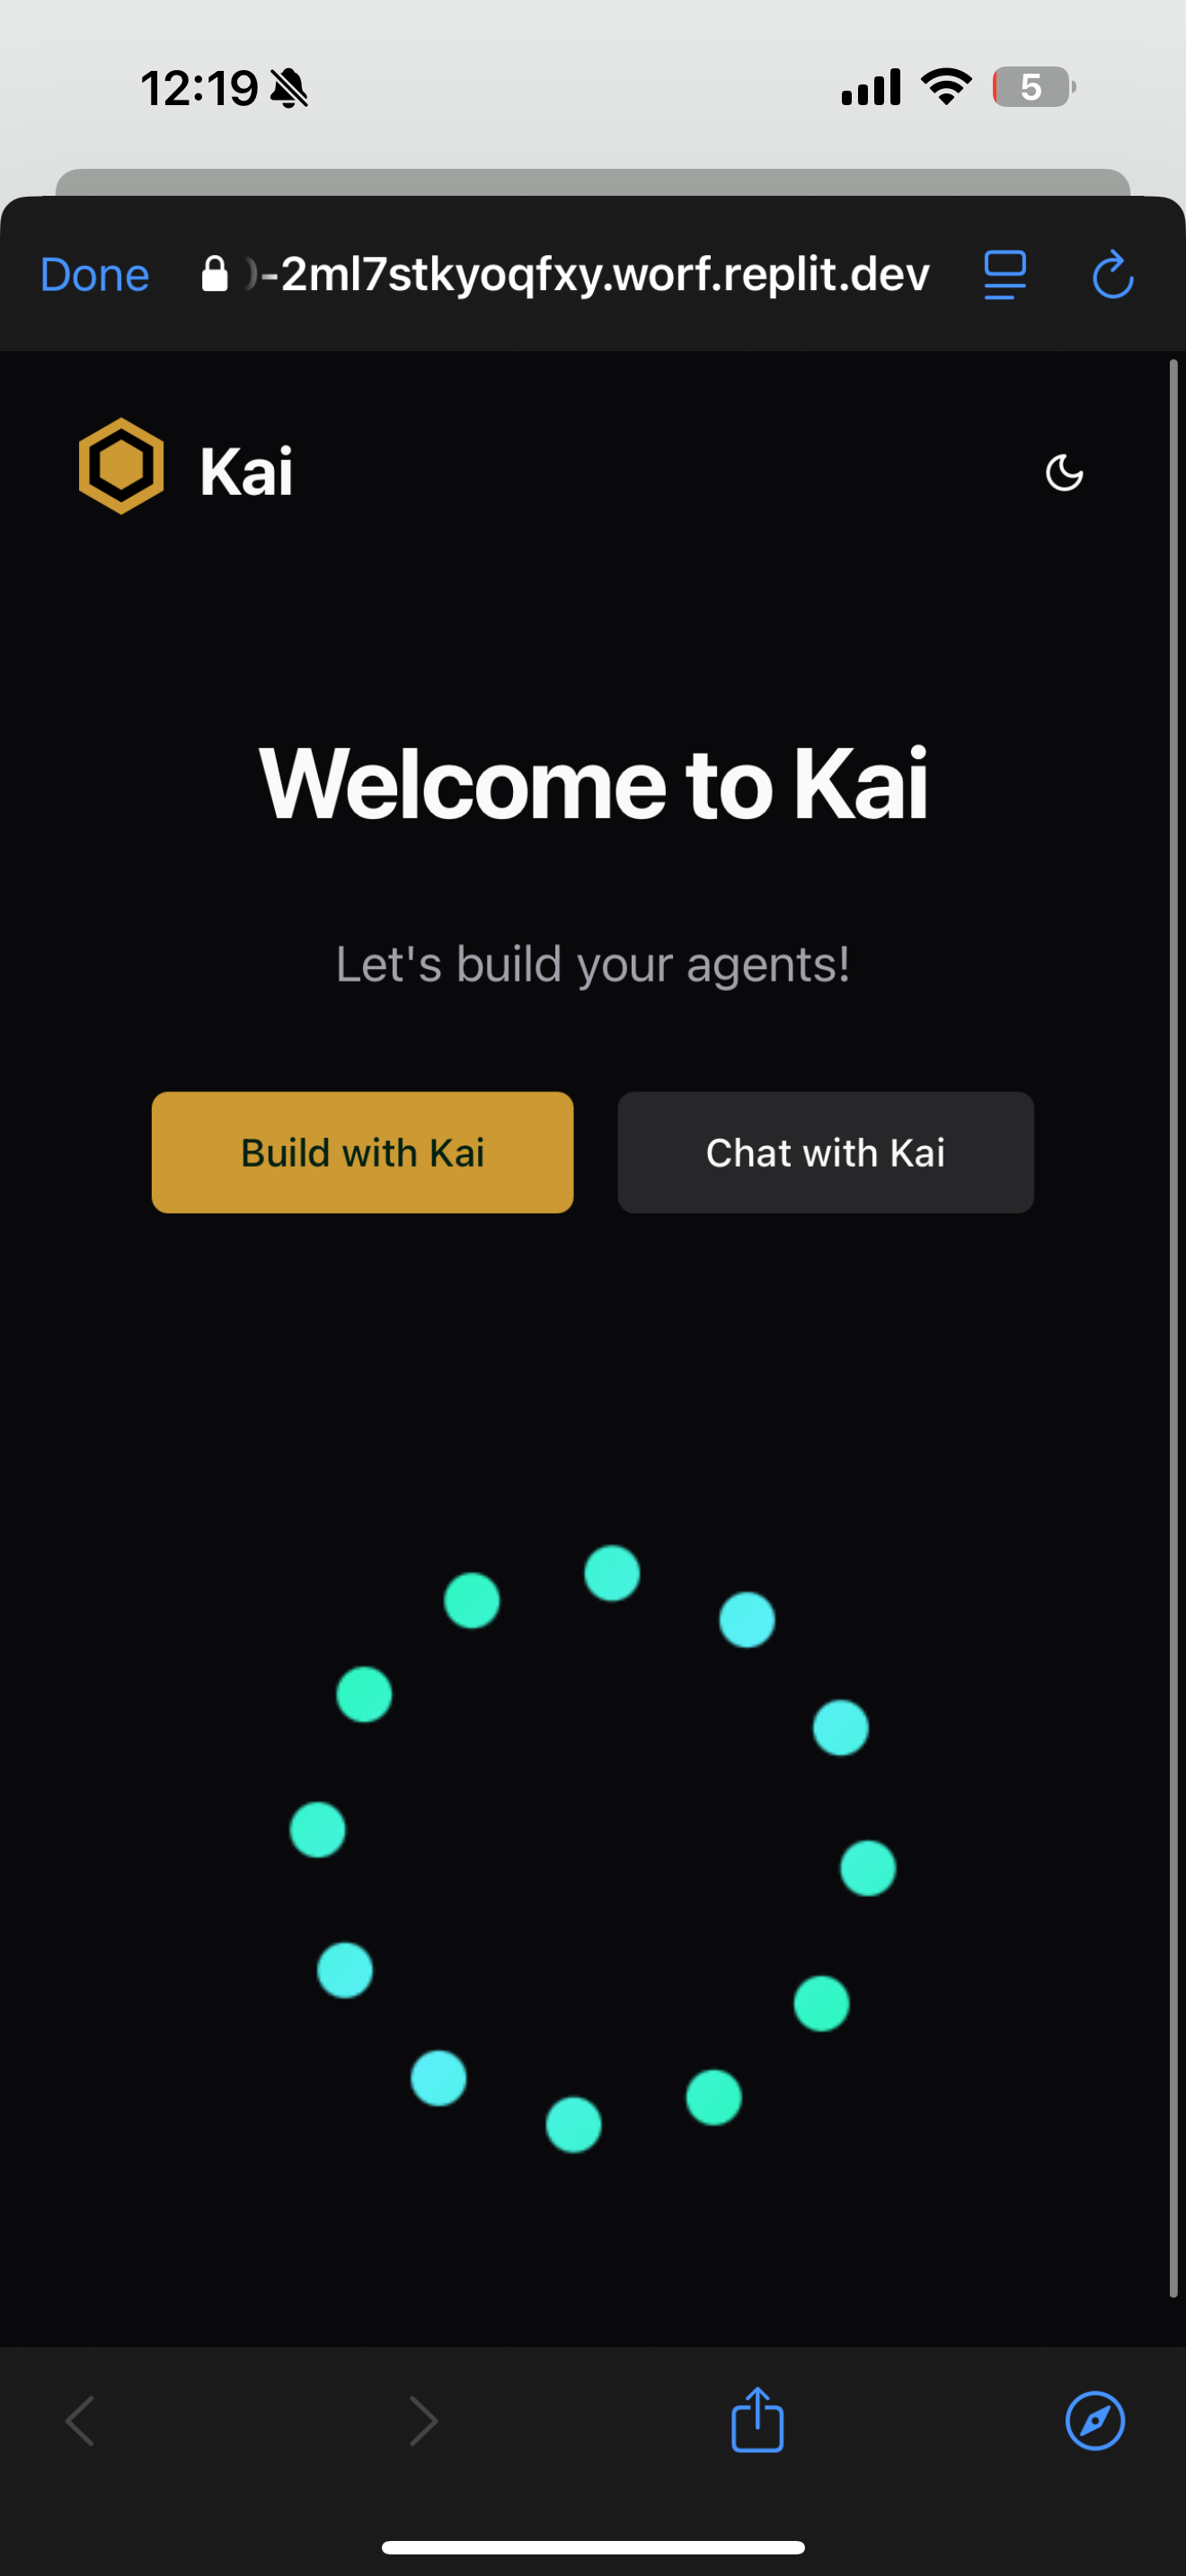 12:19
5
Done
-2ml7stkyoqfxy.worf.replit.dev
Kai
Welcome to Kai
Let's build your agents!
Build with Kai
Chat with Kai